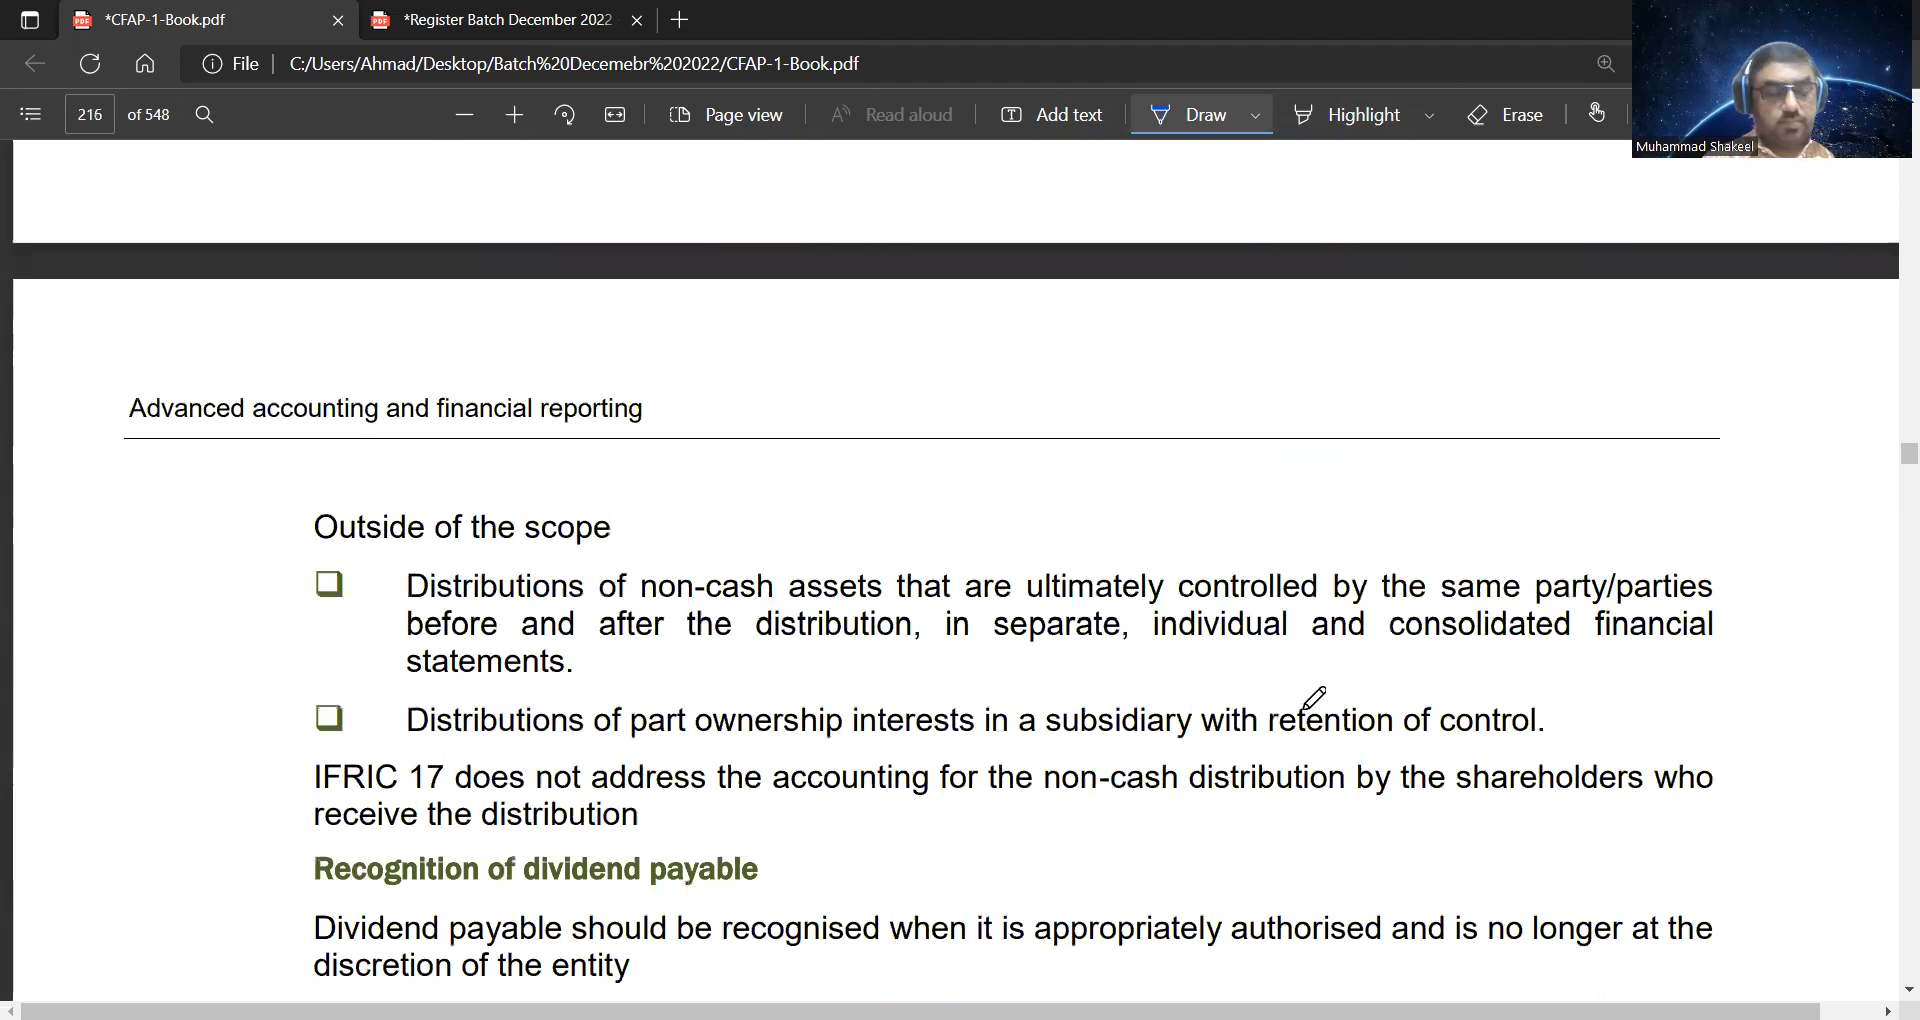 *CFAP-1-Book.pdf
*Register Batch December 2022
File
C:/Users/Ahmad/Desktop/Batch%20Decemebr%202022/CFAP-1-Book.pdf
216 of 548
Page view
Read aloud
Add text
Draw
Highlight
Erase
Muhammad Shakeel
Advanced accounting and financial reporting
Outside of the scope
Distributions of non-cash assets that are ultimately controlled by the same party/parties
before and after the distribution, in separate, individual and consolidated financial
statements.
Distributions of part ownership interests in a subsidiary with retention of control.
IFRIC 17 does not address the accounting for the non-cash distribution by the shareholders who
receive the distribution
Recognition of dividend payable
Dividend payable should be recognised when it is appropriately authorised and is no longer at the
discretion of the entity